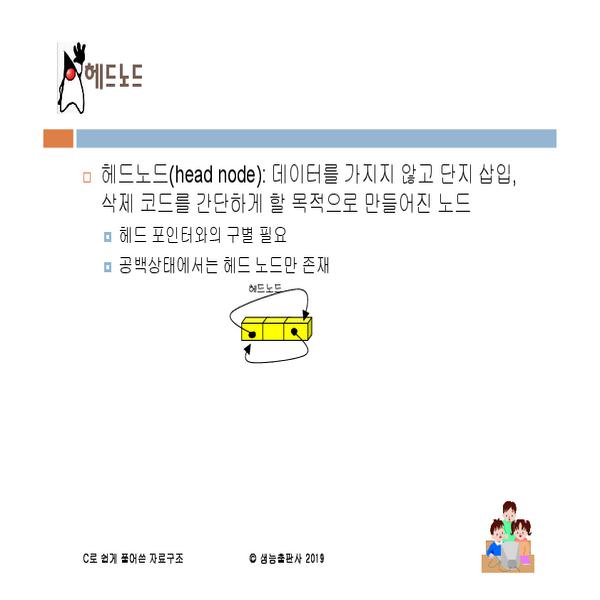 헤드노드
헤드노드(head node): 데이터를 가지지 않고 단지 삽입,
삭제 코드를 간단하게 할 목적으로 만들어진 노드
헤드 포인터와의 구별 필요
공백상태에서는 헤드 노드만 존재
헤드노드
C로 쉽게 풀어쓴 자료구조 © 생능출판사 2019